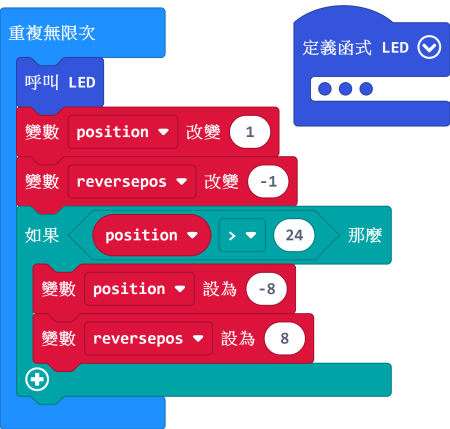 重複無限次
呼叫 LED
變數 position 改變 1
變數 reversepos 改變 -1
如果 position > 24 那麼
變數 position 設為 -8
變數 reversepos 設為 8
定義函式 LED